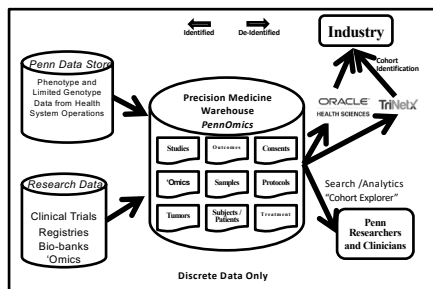 Identified
De-Identified
Industry
Cohort
Identification
Penn Data Store
Phenotype and
Limited Genotype
Data from Health
System Operations
Precision Medicine
Warehouse
PennOmics
ORACLE
HEALTH SCIENCES
TriNetX
Studies
Outcomes
Consents
'Omics
Samples
Protocols
Tumors
Subjects /
Patients
Treatment
Research Data
Clinical Trials
Registries
Bio-banks
'Omics
Search /Analytics
"Cohort Explorer"
Penn
Researchers
and Clinicians
Discrete Data Only